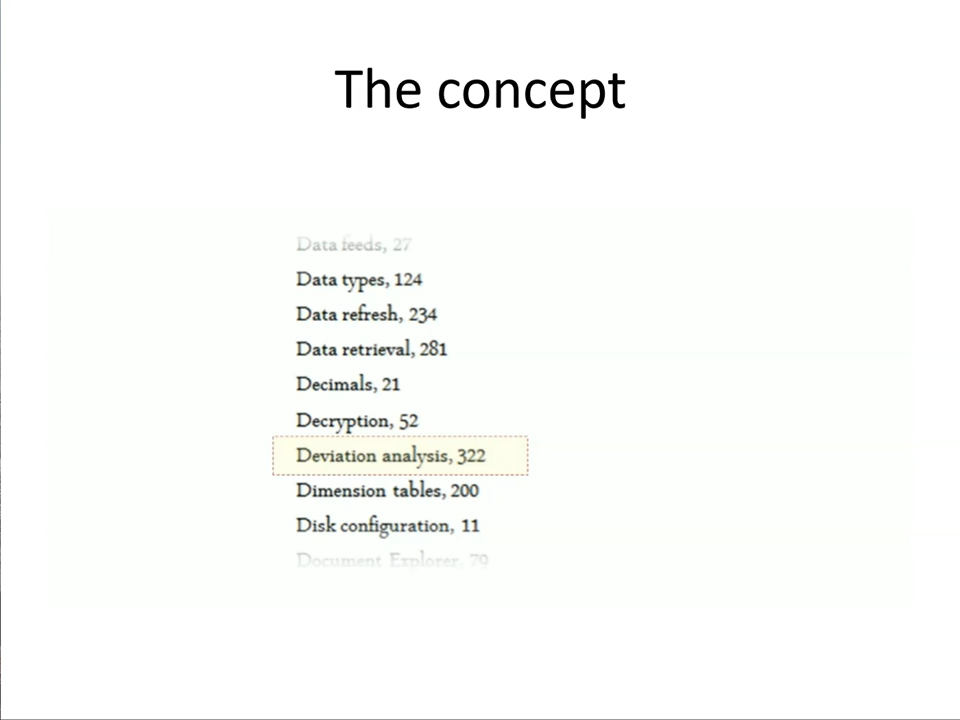 The concept
Data feeds, 27
Data types, 124
Data refresh, 234
Data retrieval, 281
Decimals, 21
Decryption, 52
Deviation analysis, 322
Dimension tables, 200
Disk configuration, 11
Document Explorer, 79